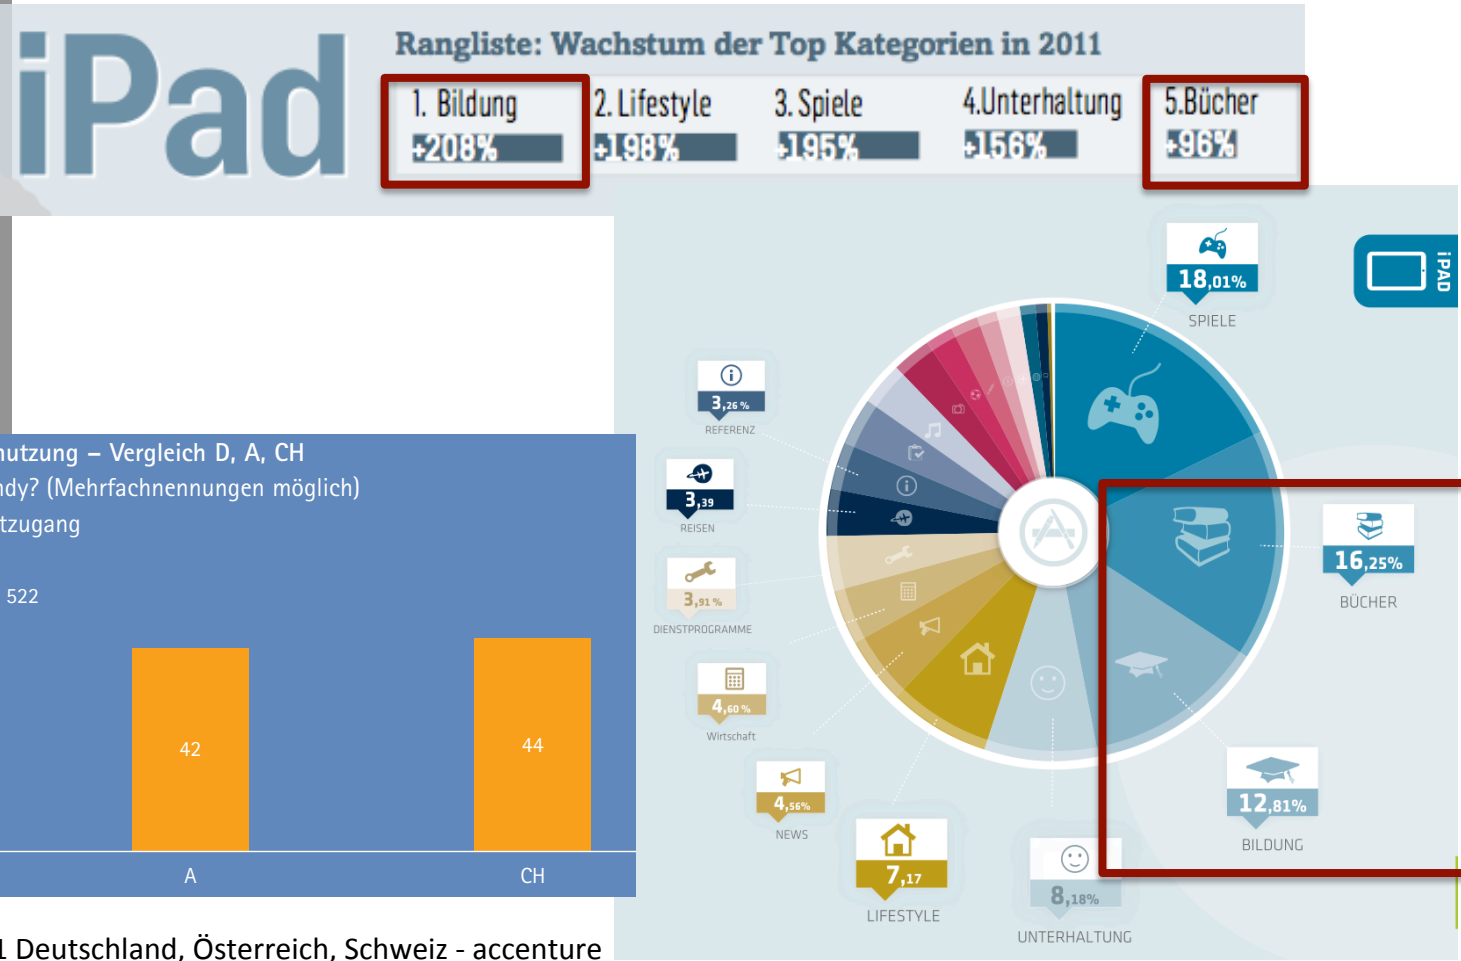 iPad
Rangliste: Wachstum der Top Kategorien in 2011
1. Bildung
+208%
2. Lifestyle
+198%
3. Spiele
+195%
4.Unterhaltung
+156%
5.Bücher
+96%
iPAD
18,01%
SPIELE
3,26 %
REFERENZ
3,39
REISEN
3,91 %
DIENSTPROGRAMME
4,60 %
Wirtschaft
4,56%
NEWS
7,17
LIFESTYLE
8,18%
UNTERHALTUNG
12,81%
BILDUNG
16,25%
BÜCHER
nutzung – Vergleich D, A, CH
ndy? (Mehrfachnennungen möglich)
tzugang
522
42
44
A
CH
1 Deutschland, Österreich, Schweiz - accenture